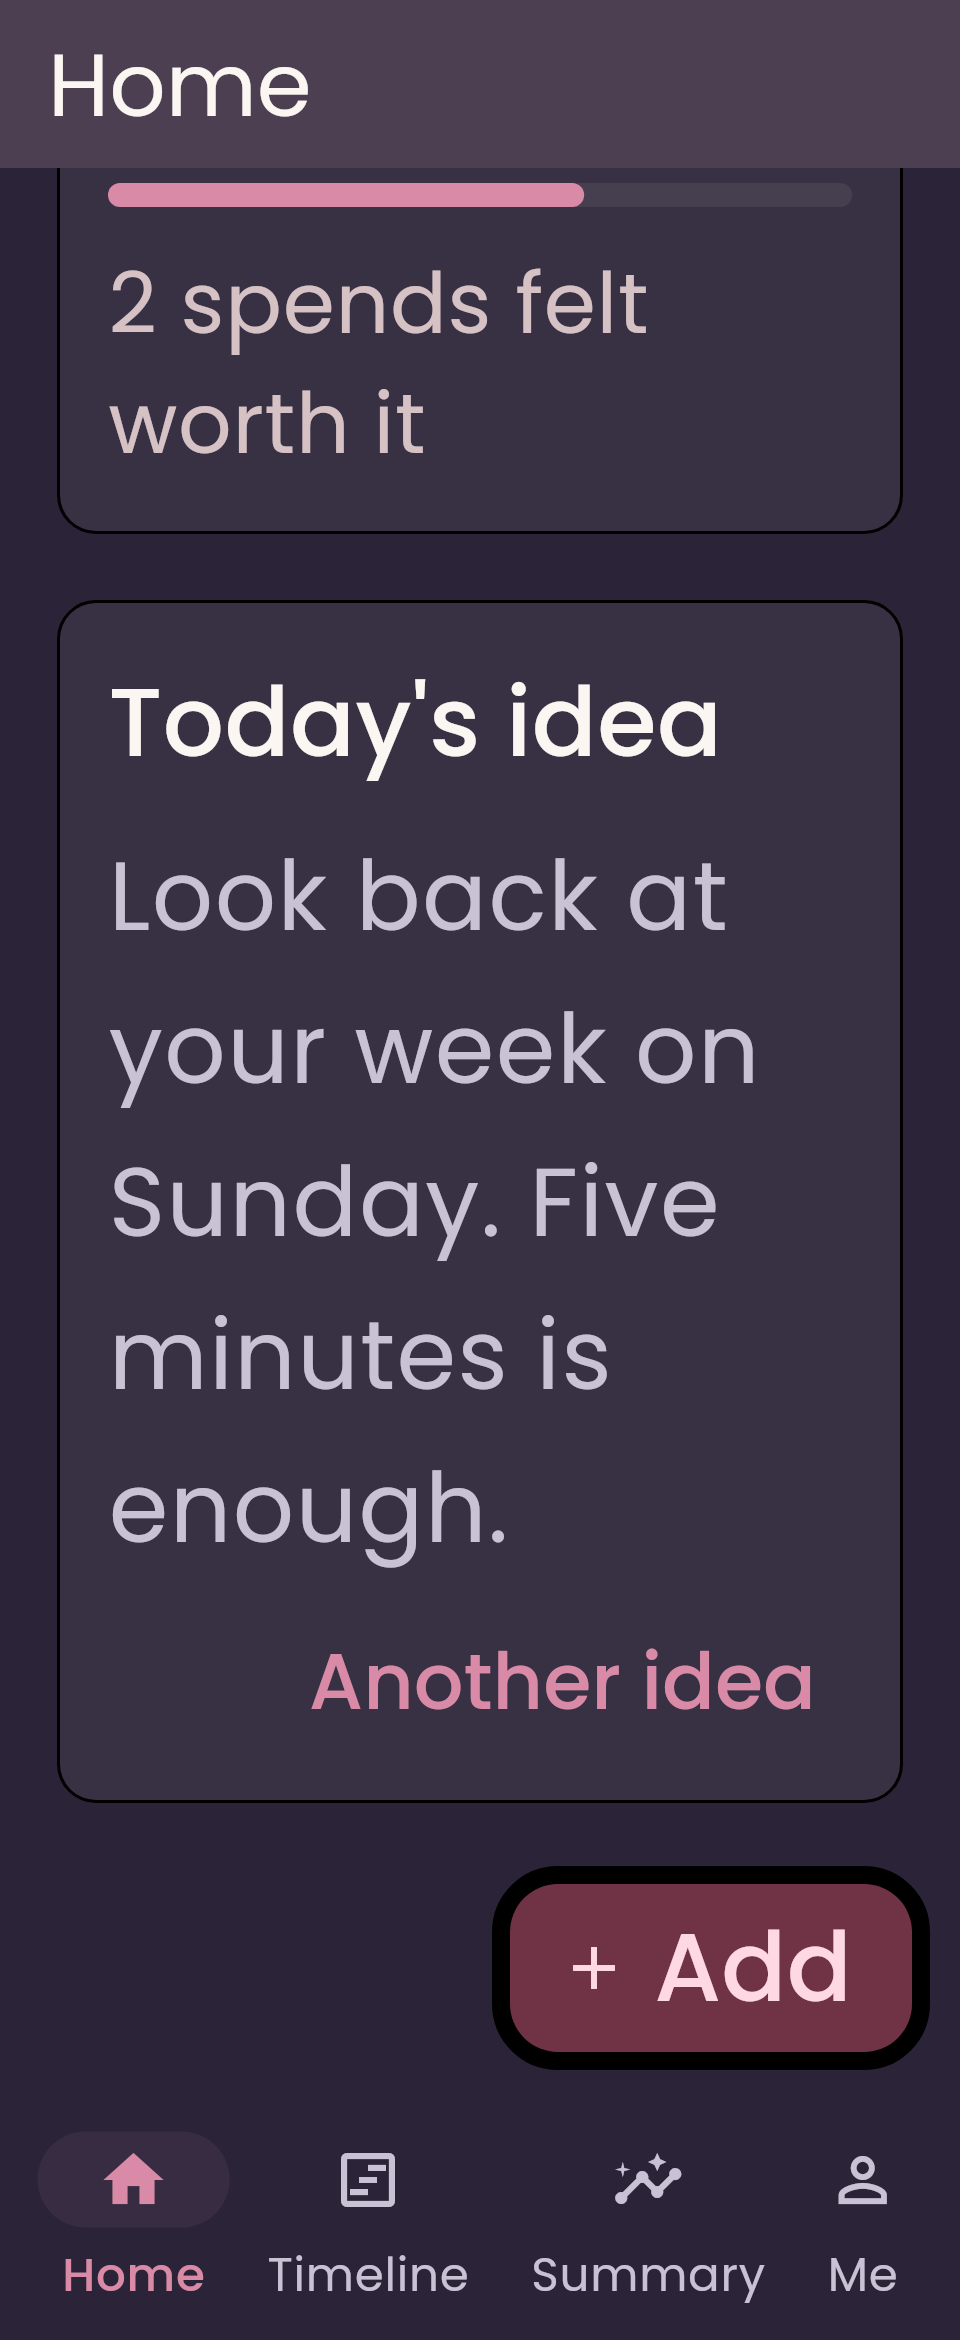 Home
2 spends felt
worth it
Today's idea
Look back at
your week on
Sunday. Five
minutes is
enough.
Another idea
+ Add
Home
Timeline
Summary
Me